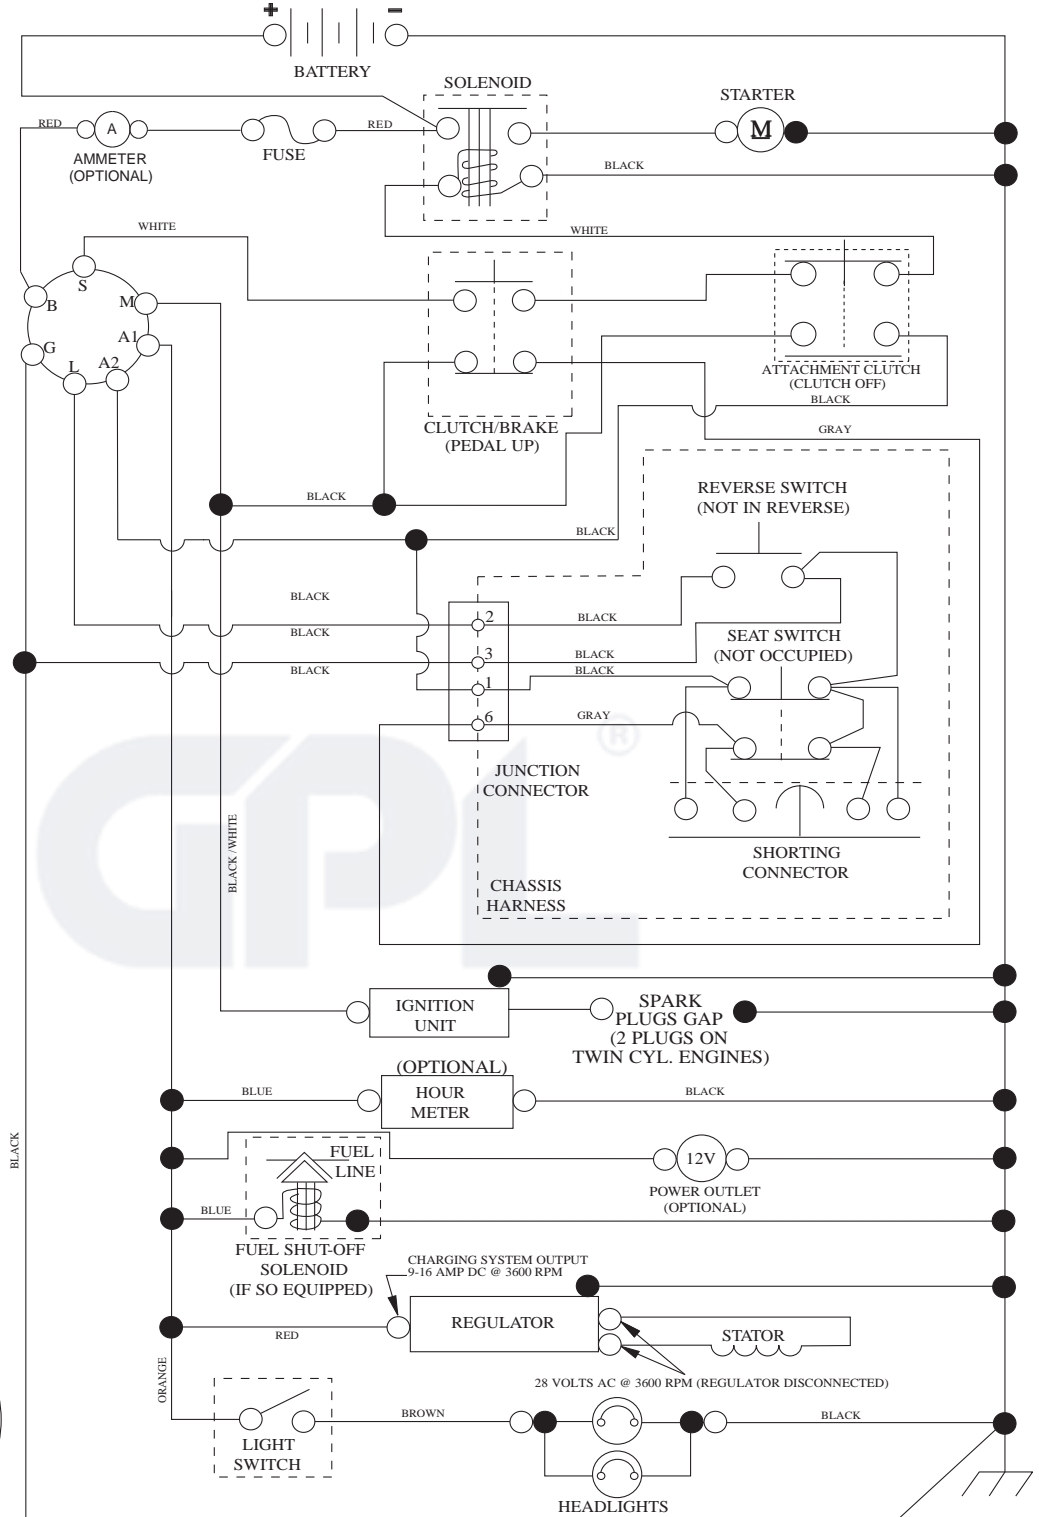 +
−
BATTERY
SOLENOID
STARTER
RED
A
AMMETER
(OPTIONAL)
FUSE
RED
M
BLACK
WHITE
WHITE
S
B
M
A1
G
L
A2
ATTACHMENT CLUTCH
(CLUTCH OFF)
BLACK
CLUTCH/BRAKE
(PEDAL UP)
GRAY
REVERSE SWITCH
(NOT IN REVERSE)
BLACK
BLACK
BLACK
2
BLACK
BLACK
SEAT SWITCH
(NOT OCCUPIED)
3
BLACK
BLACK
BLACK
1
6
GRAY
GPL®
JUNCTION
CONNECTOR
BLACK/WHITE
SHORTING
CONNECTOR
CHASSIS
HARNESS
IGNITION
UNIT
SPARK
PLUGS GAP
(2 PLUGS ON
TWIN CYL. ENGINES)
(OPTIONAL)
HOUR
METER
BLUE
BLACK
BLACK
FUEL
LINE
12V
POWER OUTLET
(OPTIONAL)
BLUE
FUEL SHUT-OFF
SOLENOID
(IF SO EQUIPPED)
CHARGING SYSTEM OUTPUT
9-16 AMP DC @ 3600 RPM
REGULATOR
STATOR
RED
28 VOLTS AC @ 3600 RPM (REGULATOR DISCONNECTED)
ORANGE
BROWN
BLACK
LIGHT
SWITCH
HEADLIGHTS